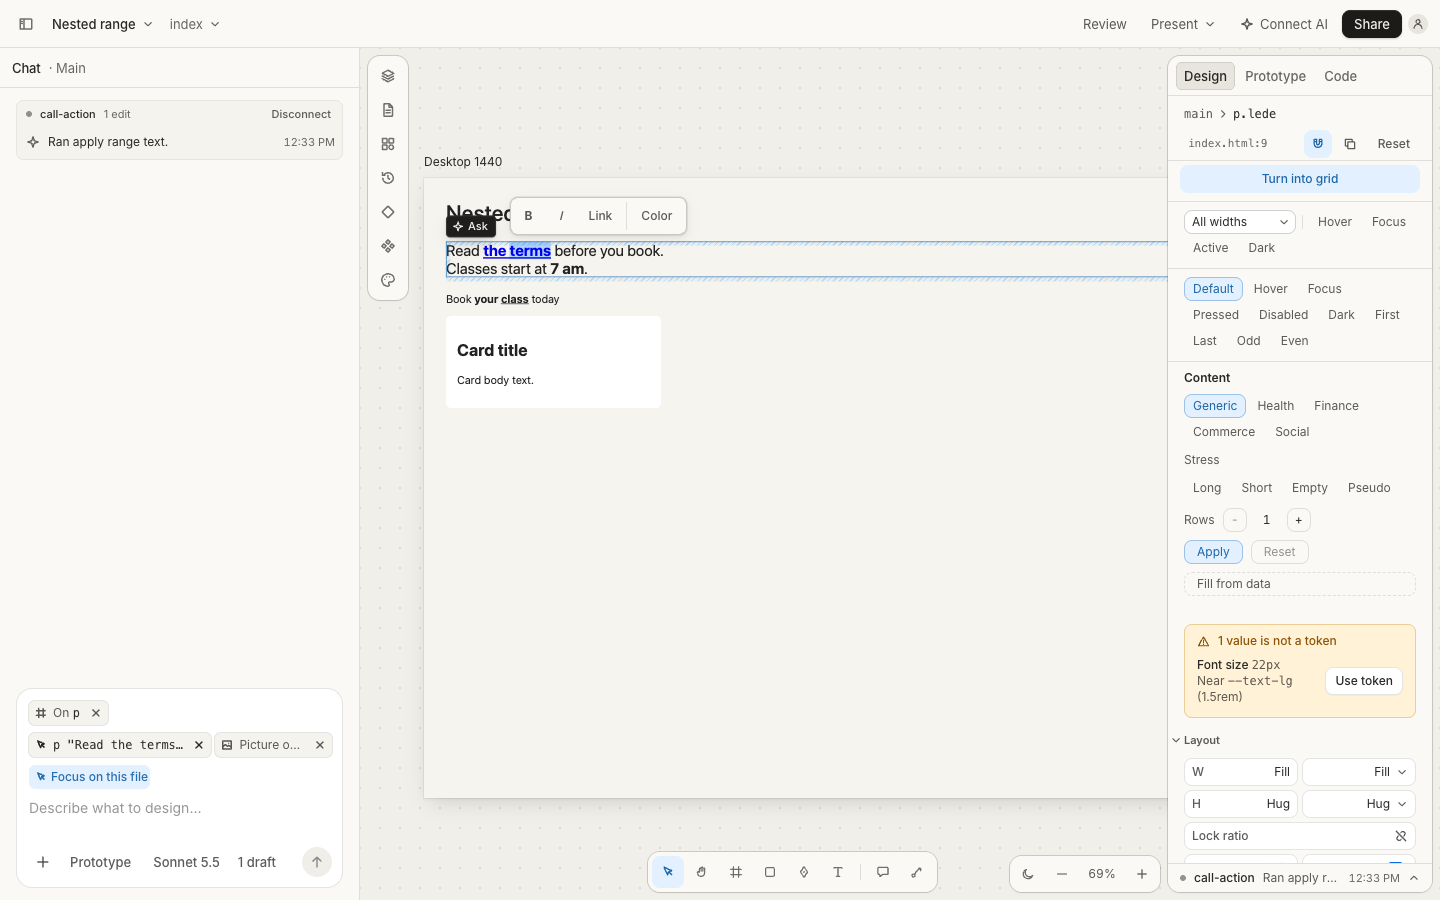 Nested range
index
Review
Present
Connect AI
Share
Chat · Main
call-action 1 edit
Disconnect
Ran apply range text.
12:33 PM
Desktop 1440
Nested
Ask
B
I
Link
Color
Read the terms before you book.
Classes start at 7 am.
Book your class today
Card title
Card body text.
On p
p "Read the terms…
Picture o…
Focus on this file
Describe what to design...
Prototype
Sonnet 5.5
1 draft
69%
Design
Prototype
Code
main > p.lede
index.html:9
Reset
Turn into grid
All widths
Hover
Focus
Active
Dark
Default
Hover
Focus
Pressed
Disabled
Dark
First
Last
Odd
Even
Content
Generic
Health
Finance
Commerce
Social
Stress
Long
Short
Empty
Pseudo
Rows
-
1
+
Apply
Reset
Fill from data
1 value is not a token
Font size 22px
Near --text-lg
(1.5rem)
Use token
Layout
W
Fill
Fill
H
Hug
Hug
Lock ratio
call-action
Ran apply r…
12:33 PM